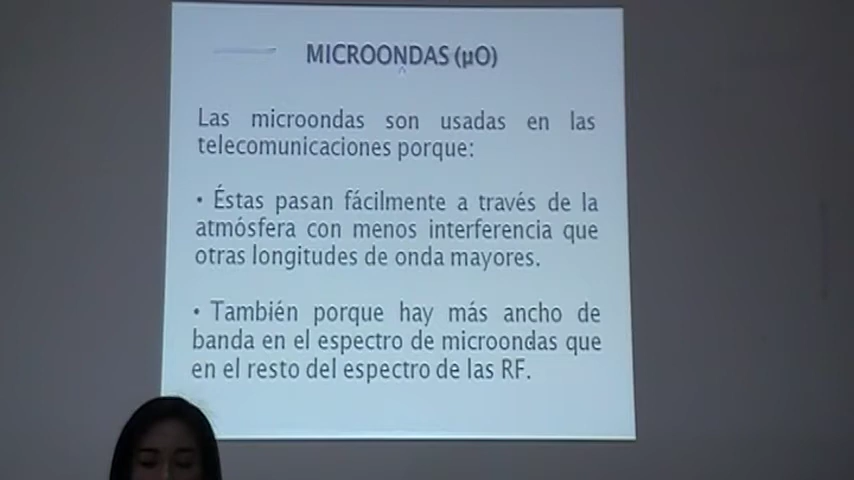 MICROONDAS (µO)
Las microondas son usadas en las
telecomunicaciones porque:
• Éstas pasan fácilmente a través de la
atmósfera con menos interferencia que
otras longitudes de onda mayores.
• También porque hay más ancho de
banda en el espectro de microondas que
en el resto del espectro de las RF.